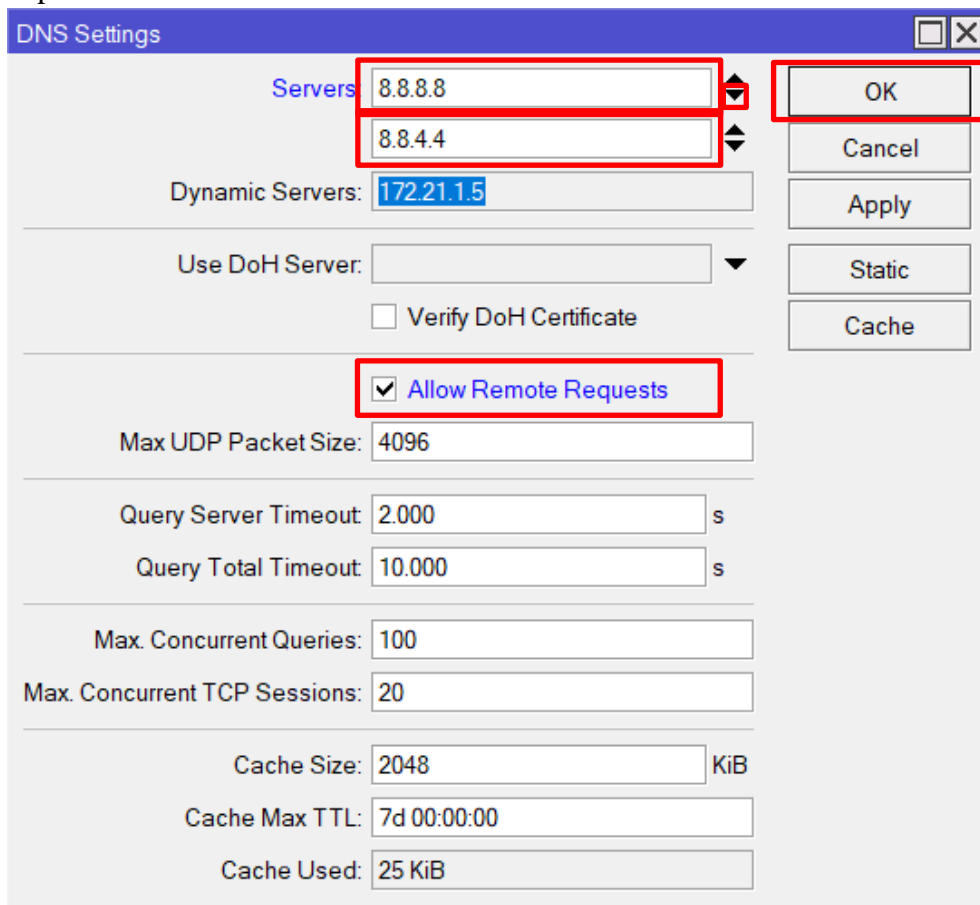 DNS Settings
Servers: 8.8.8.8
OK
8.8.4.4
Cancel
Dynamic Servers: 172.21.1.5
Apply
Use DoH Server:
Static
Verify DoH Certificate
Cache
Allow Remote Requests
Max UDP Packet Size: 4096
Query Server Timeout: 2.000 s
Query Total Timeout: 10.000 s
Max. Concurrent Queries: 100
Max. Concurrent TCP Sessions: 20
Cache Size: 2048 KiB
Cache Max TTL: 7d 00:00:00
Cache Used: 25 KiB